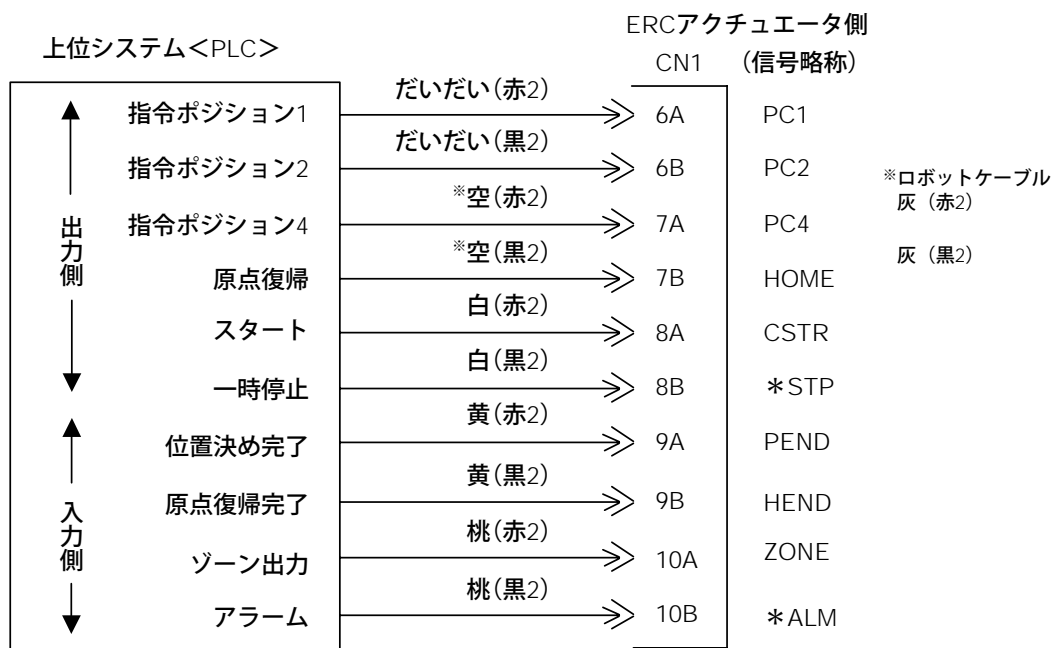 ERCアクチュエータ側
上位システム＜PLC＞
CN1 （信号略称）
だいだい（赤2）
指令ポジション1 6A PC1
だいだい（黒2）
指令ポジション2 6B PC2
※ロボットケーブル
※空（赤2）
灰（赤2）
指令ポジション4 7A PC4
※空（黒2）
灰（黒2）
原点復帰 7B HOME
白（赤2）
スタート 8A CSTR
白（黒2）
一時停止 8B ＊STP
出力側
黄（赤2）
位置決め完了 9A PEND
黄（黒2）
原点復帰完了 9B HEND
桃（赤2）
ゾーン出力 10A ZONE
桃（黒2）
アラーム 10B ＊ALM
入力側